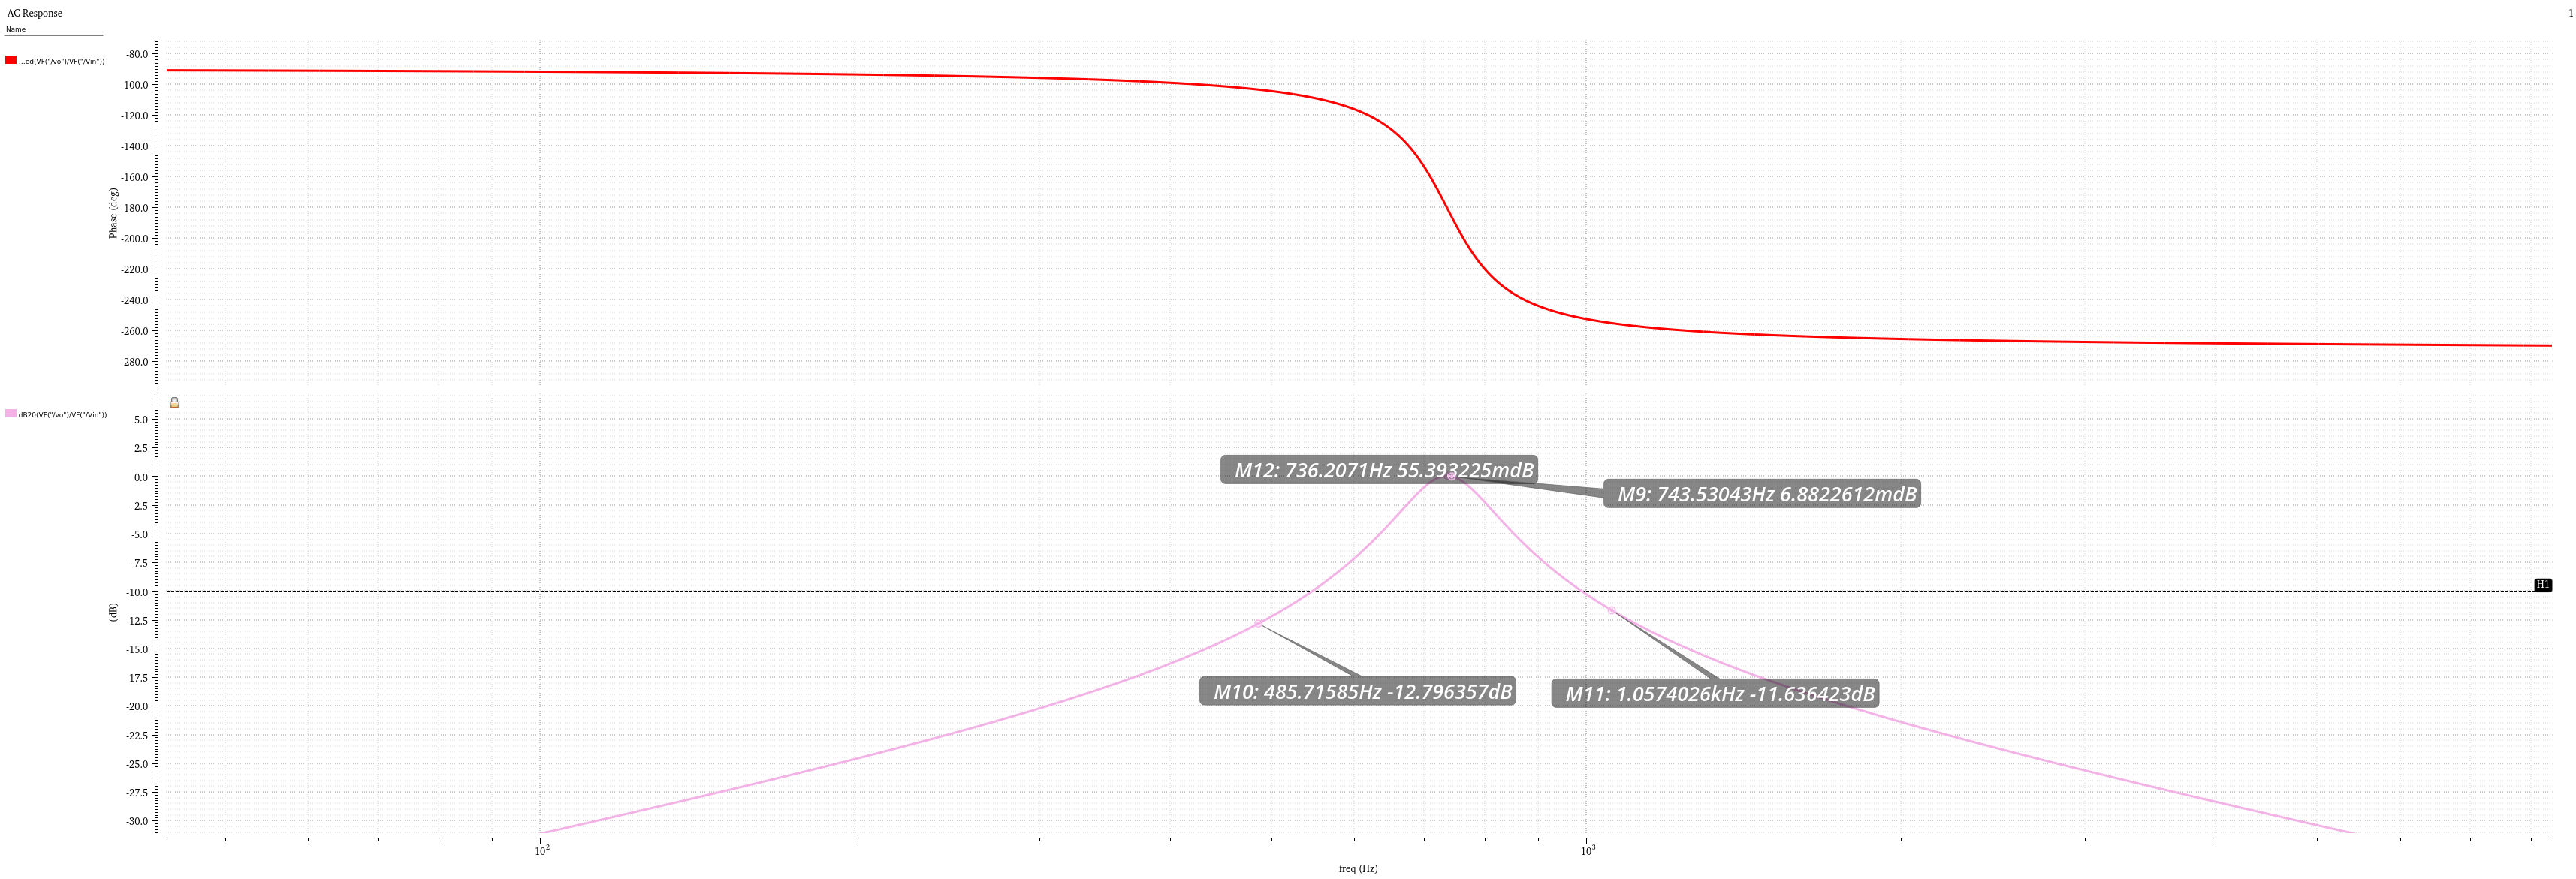 AC Response
1
Name
...ed(VF("/vo")/VF("/Vin"))
-80.0
-100.0
-120.0
-140.0
-160.0
-180.0
-200.0
-220.0
-240.0
-260.0
-280.0
Phase (deg)
dB20(VF("/vo")/VF("/Vin"))
5.0
2.5
0.0
-2.5
-5.0
-7.5
-10.0
-12.5
-15.0
-17.5
-20.0
-22.5
-25.0
-27.5
-30.0
(dB)
M12: 736.2071Hz 55.393225mdB
M9: 743.53043Hz 6.8822612mdB
H1
M10: 485.71585Hz -12.796357dB
M11: 1.0574026kHz -11.636423dB
10²
10³
freq (Hz)